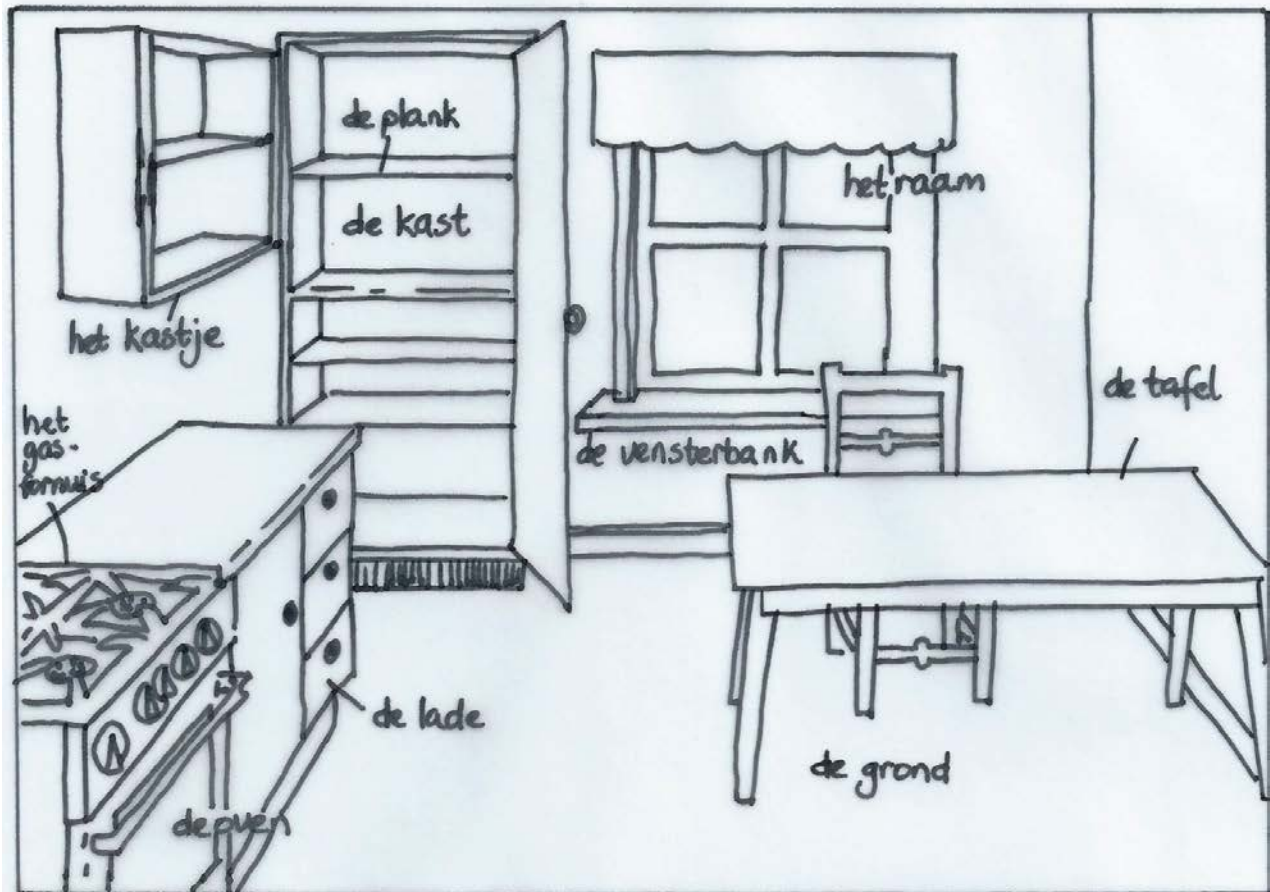 de plank
het raam
de kast
het kastje
de tafel
het
gas-
fornuis
de vensterbank
de lade
de grond
de oven